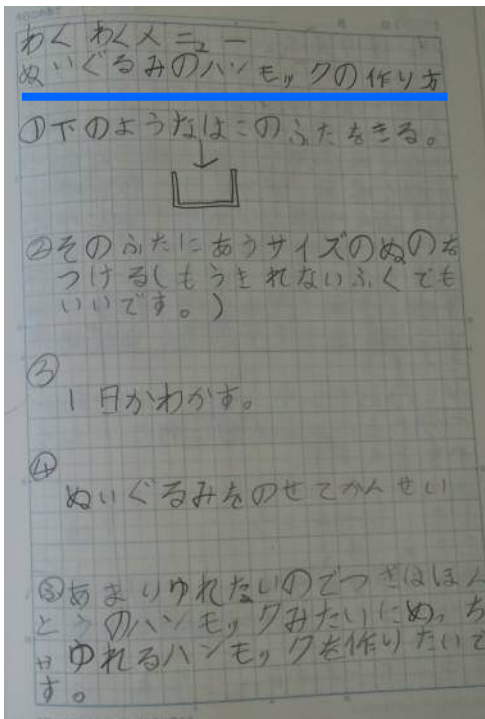 わくわくメニュー
ぬいぐるみのハンモックの作り方
①下のようなはこのふたをきる。
②そのふたにあうサイズのぬのを
つける(もうきれないふくでも
いいです。)
③
1日かわかす。
④
ぬいぐるみをのせてかんせい
⑤あまりゆれないのでつぎはほん
とうのハンモックみたいにめっち
ゃゆれるハンモックを作りたいで
す。